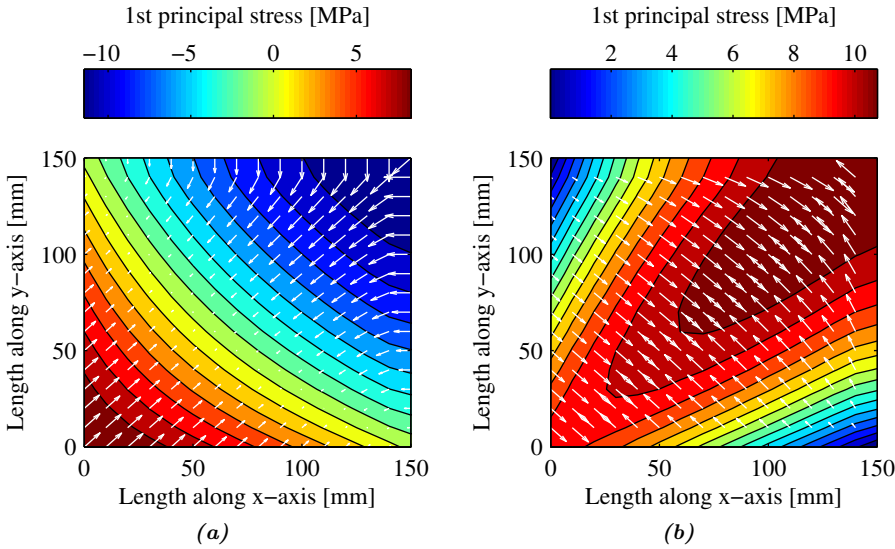 1st principal stress [MPa]
−10 −5 0 5
150
100
50
0
Length along y−axis [mm]
0 50 100 150
Length along x−axis [mm]
(a)
1st principal stress [MPa]
2 4 6 8 10
150
100
50
0
Length along y−axis [mm]
0 50 100 150
Length along x−axis [mm]
(b)